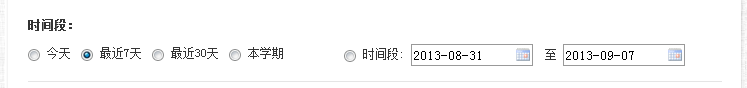 时间段：
今天 最近7天 最近30天 本学期 时间段： 2013-08-31 至 2013-09-07